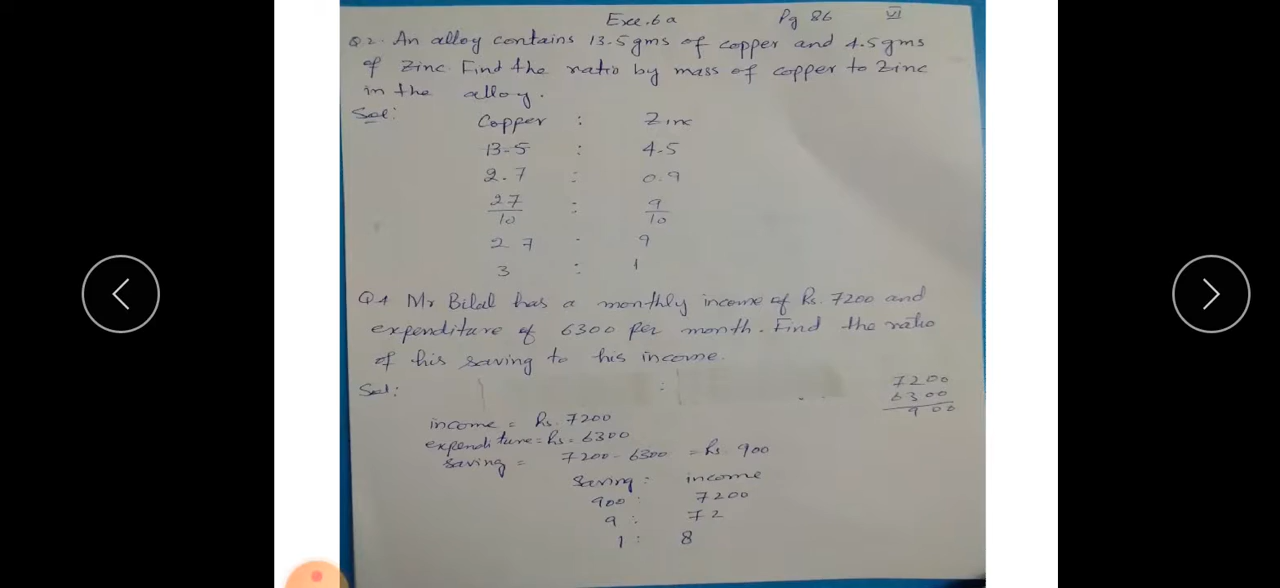 Exe. 6a Pg 86 VI
Q 2. An alloy contains 13.5 gms of copper and 4.5 gms
of Zinc Find the ratio by mass of copper to Zinc
in the alloy.
Sol:
Copper : Zinc
13.5 : 4.5
2.7 : 0.9
27/10 : 9/10
27 : 9
3 : 1
Q 4 Mr Bilal has a monthly income of Rs. 7200 and
expenditure of 6300 per month. Find the ratio
of his saving to his income.
Sol: :
7200
6300
900
income = Rs. 7200
expenditure = Rs = 6300
saving = 7200 - 6300 = Rs. 900
Saving : income
900 : 7200
9 : 72
1 : 8